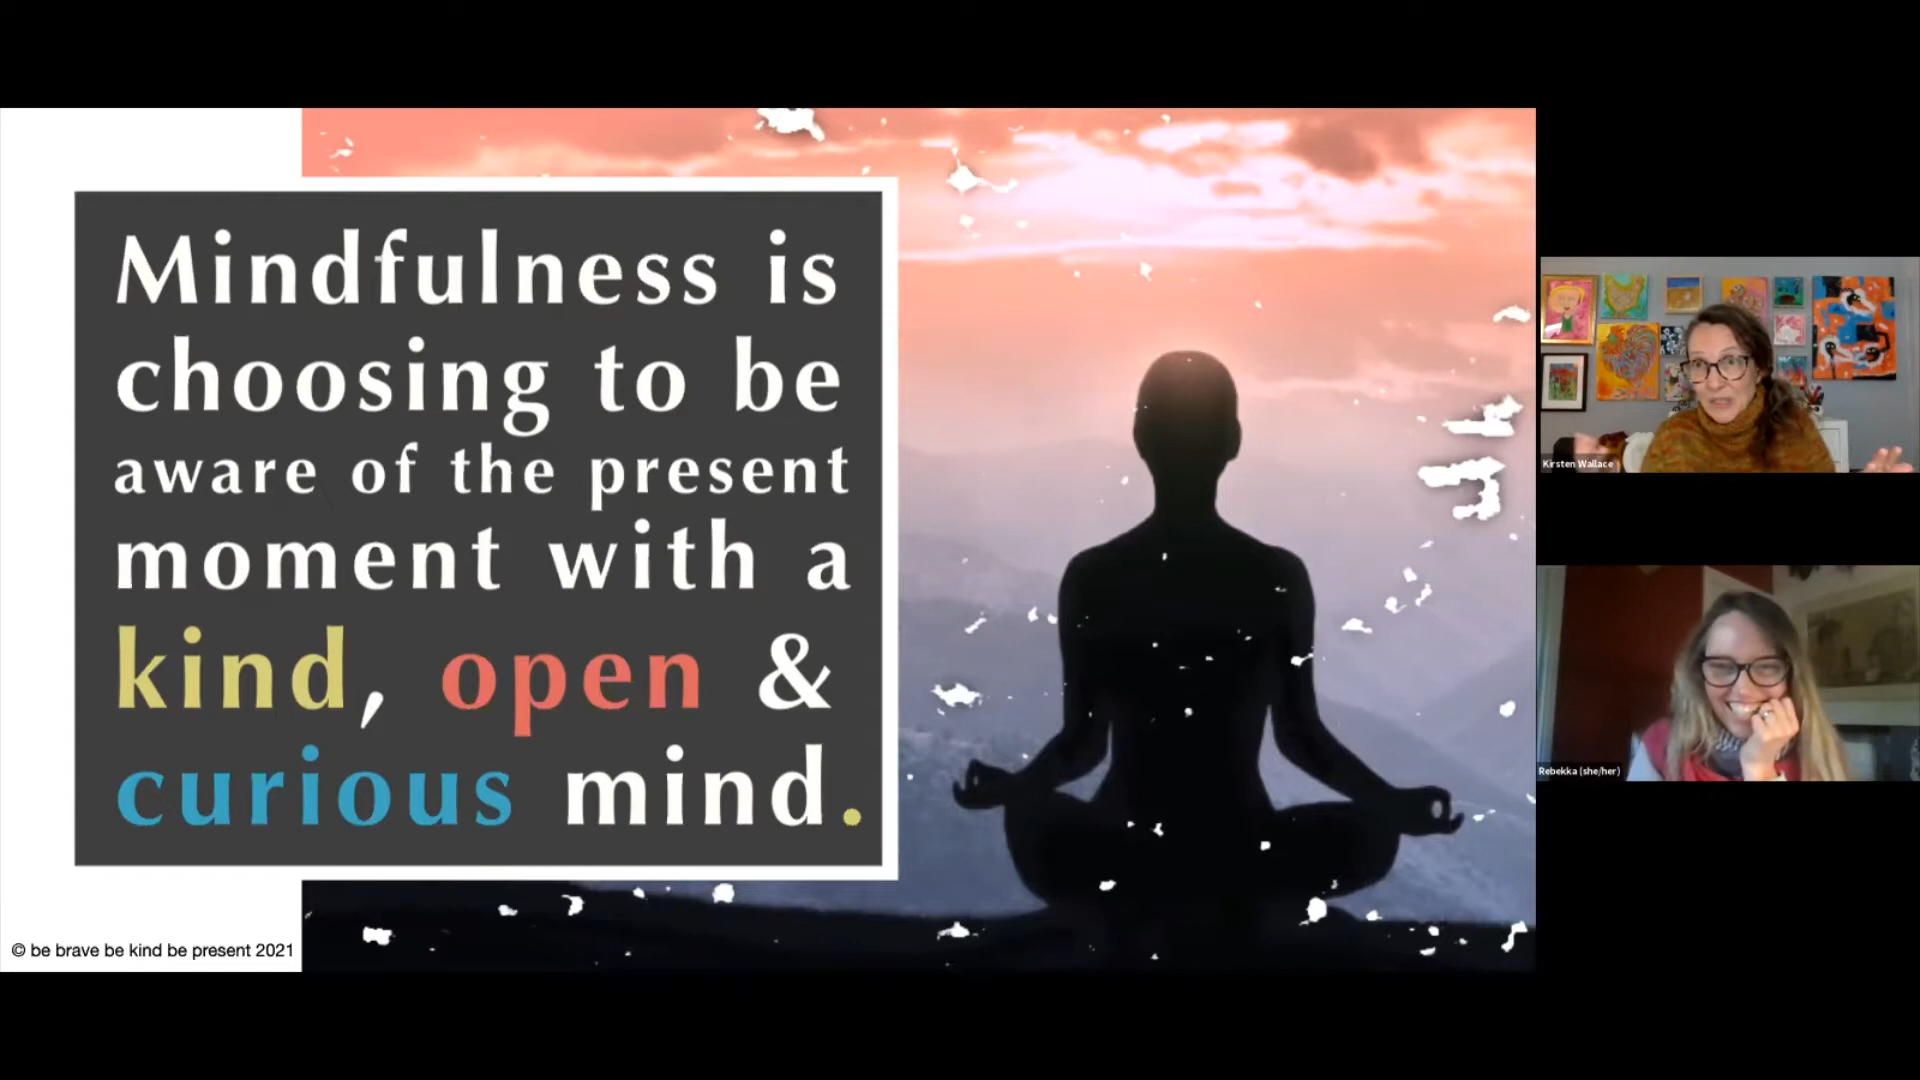 Mindfulness is
choosing to be
aware of the present
moment with a
kind, open &
curious mind.
© be brave be kind be present 2021
Kirsten Wallace
Rebekka (she/her)